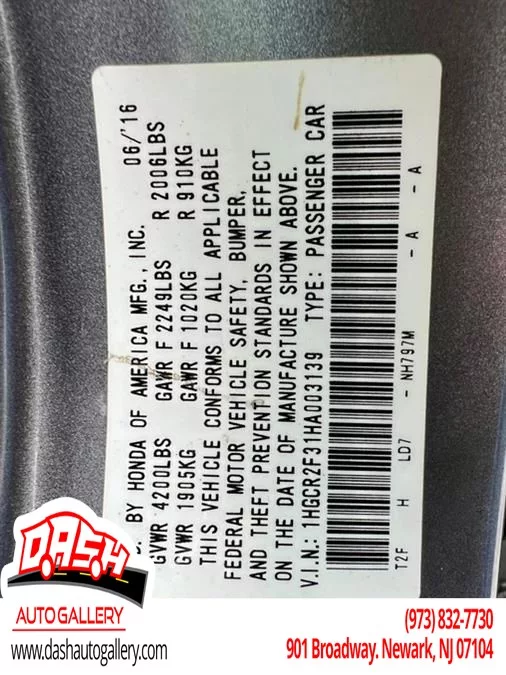 BY HONDA OF AMERICA MFG., INC. 06/'16
GVWR 4200LBS GAWR F 2249LBS R 2006LBS
GVWR 1905KG GAWR F 1020KG R 910KG
THIS VEHICLE CONFORMS TO ALL APPLICABLE
FEDERAL MOTOR VEHICLE SAFETY, BUMPER,
AND THEFT PREVENTION STANDARDS IN EFFECT
ON THE DATE OF MANUFACTURE SHOWN ABOVE.
V.I.N.: 1HGCR2F31HA003139 TYPE: PASSENGER CAR
T2F H LD7 - NH797M - A - A
DASH
AUTO GALLERY
www.dashautogallery.com
(973) 832-7730
901 Broadway. Newark, NJ 07104